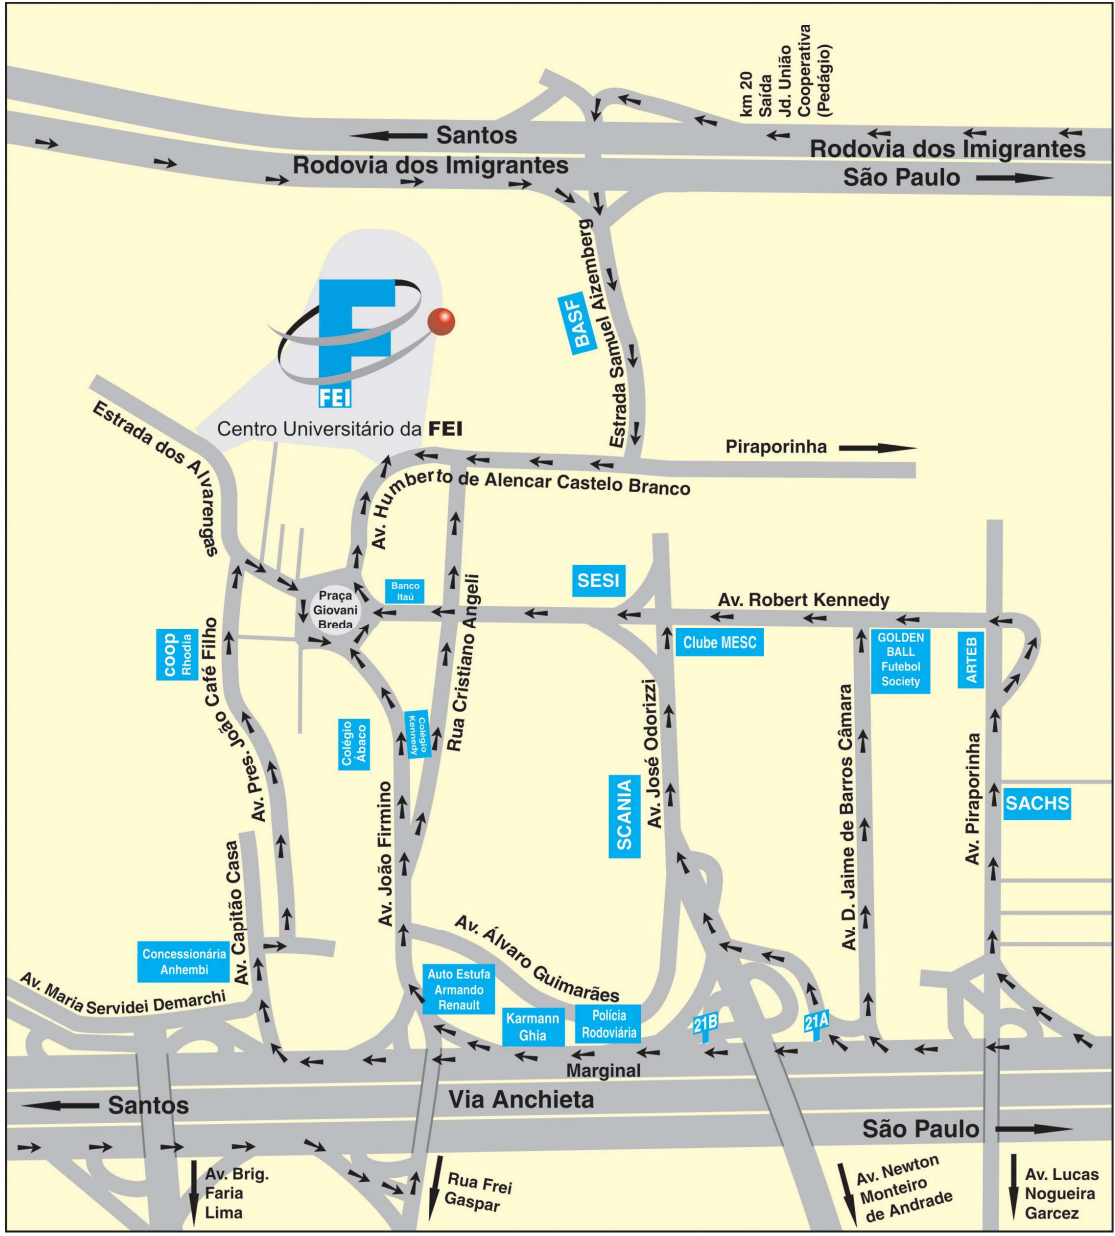 km 20
Saída
Jd. União
Cooperativa
(Pedágio)
Santos
Rodovia dos Imigrantes
Rodovia dos Imigrantes
São Paulo
BASF
Estrada Samuel Aizemberg
FEI
Centro Universitário da FEI
Estrada dos Alvarengas
Piraporinha
Av. Humberto de Alencar Castelo Branco
Praça
Giovani
Breda
Banco
Itaú
SESI
Av. Robert Kennedy
Clube MESC
GOLDEN
BALL
Futebol
Society
ARTEB
coop
Rhodia
Av. Pres. João Café Filho
Colégio
Ábaco
Colégio
Kennedy
Rua Cristiano Angeli
Av. José Odorizzi
SCANIA
Av. D. Jaime de Barros Câmara
Av. Piraporinha
SACHS
Av. João Firmino
Av. Capitão Casa
Concessionária
Anhembi
Av. Maria Servidei Demarchi
Av. Álvaro Guimarães
Auto Estufa
Armando
Renault
Karmann
Ghia
Polícia
Rodoviária
21B
21A
Marginal
Via Anchieta
Santos
São Paulo
Av. Brig.
Faria
Lima
Rua Frei
Gaspar
Av. Newton
Monteiro
de Andrade
Av. Lucas
Nogueira
Garcez